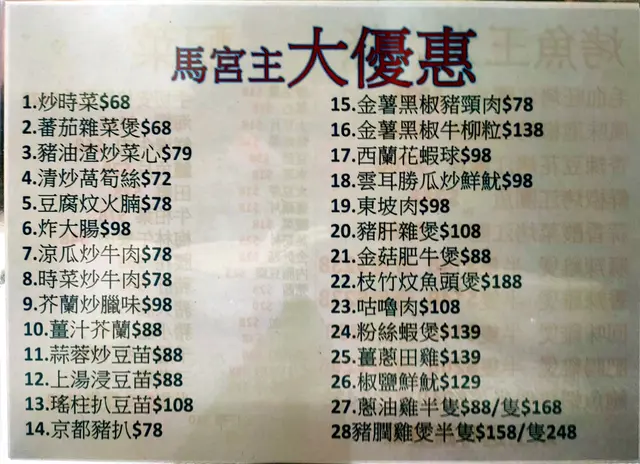 馬宮主大優惠
1.炒時菜$68
2.蕃茄雜菜煲$68
3.豬油渣炒菜心$79
4.清炒萵筍絲$72
5.豆腐炆火腩$78
6.炸大腸$98
7.涼瓜炒牛肉$78
8.時菜炒牛肉$78
9.芥蘭炒臘味$98
10.薑汁芥蘭$88
11.蒜蓉炒豆苗$88
12.上湯浸豆苗$88
13.瑤柱扒豆苗$108
14.京都豬扒$78
15.金薯黑椒豬頸肉$78
16.金薯黑椒牛柳粒$138
17.西蘭花蝦球$98
18.雲耳勝瓜炒鮮魷$98
19.東坡肉$98
20.豬肝雜煲$108
21.金菇肥牛煲$88
22.枝竹炆魚頭煲$188
23.咕嚕肉$108
24.粉絲蝦煲$139
25.薑蔥田雞$139
26.椒鹽鮮魷$129
27.蔥油雞半隻$88/隻$168
28豬膶雞煲半隻$158/隻248